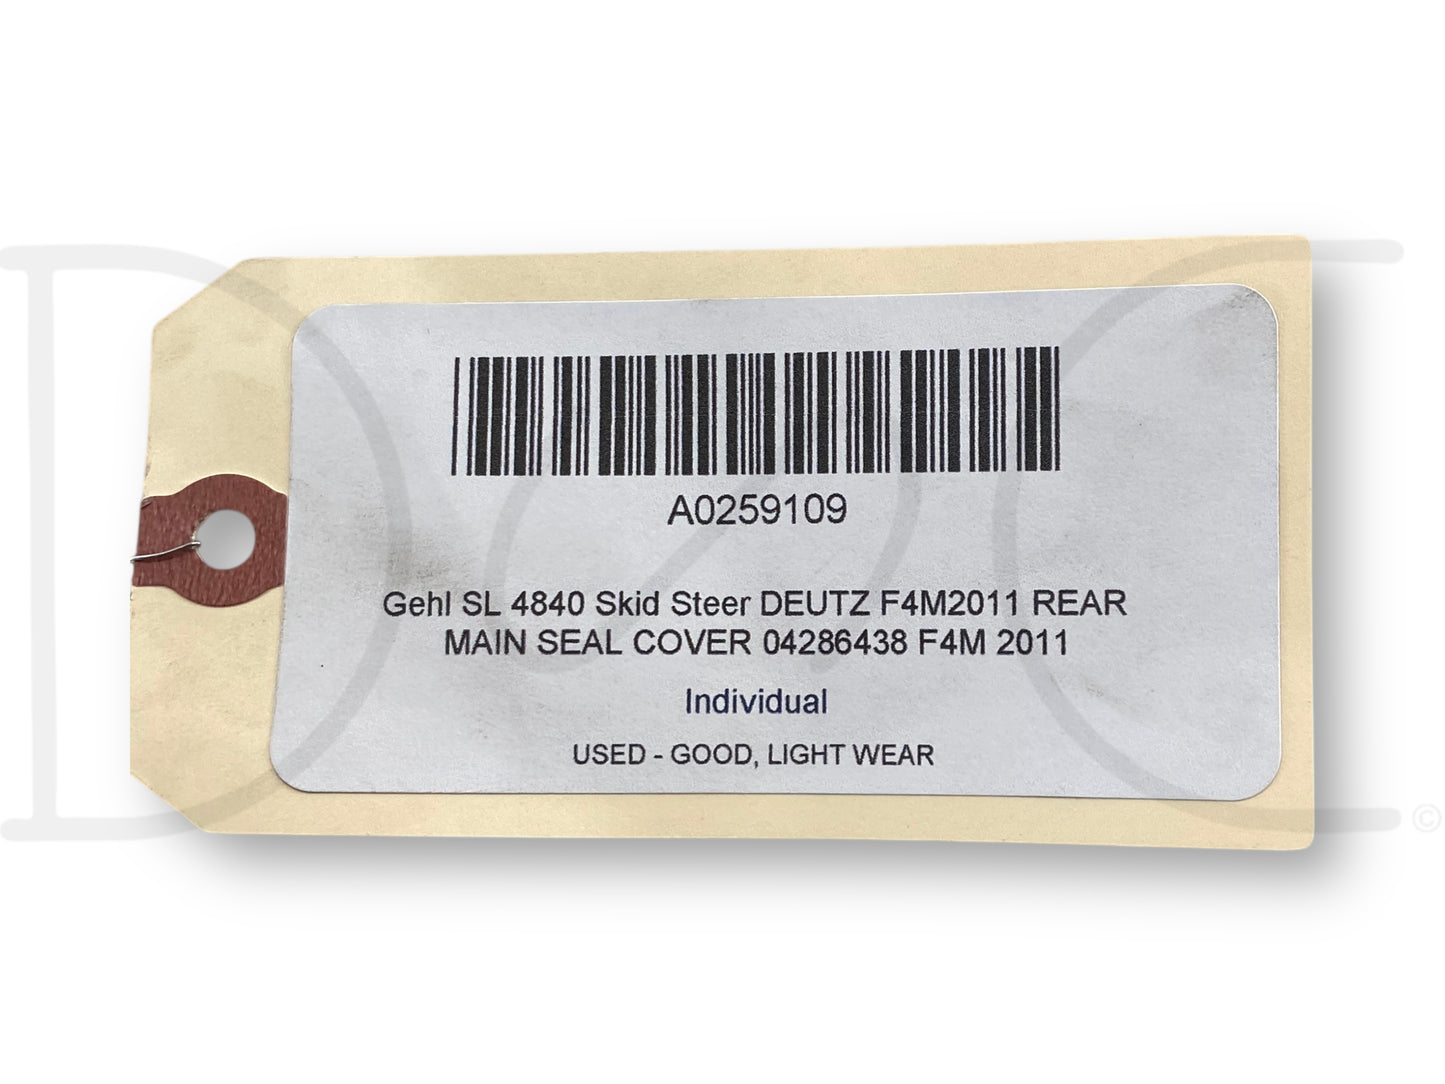 A0259109
Gehl SL 4840 Skid Steer DEUTZ F4M2011 REAR
MAIN SEAL COVER 04286438 F4M 2011
Individual
USED - GOOD, LIGHT WEAR
©